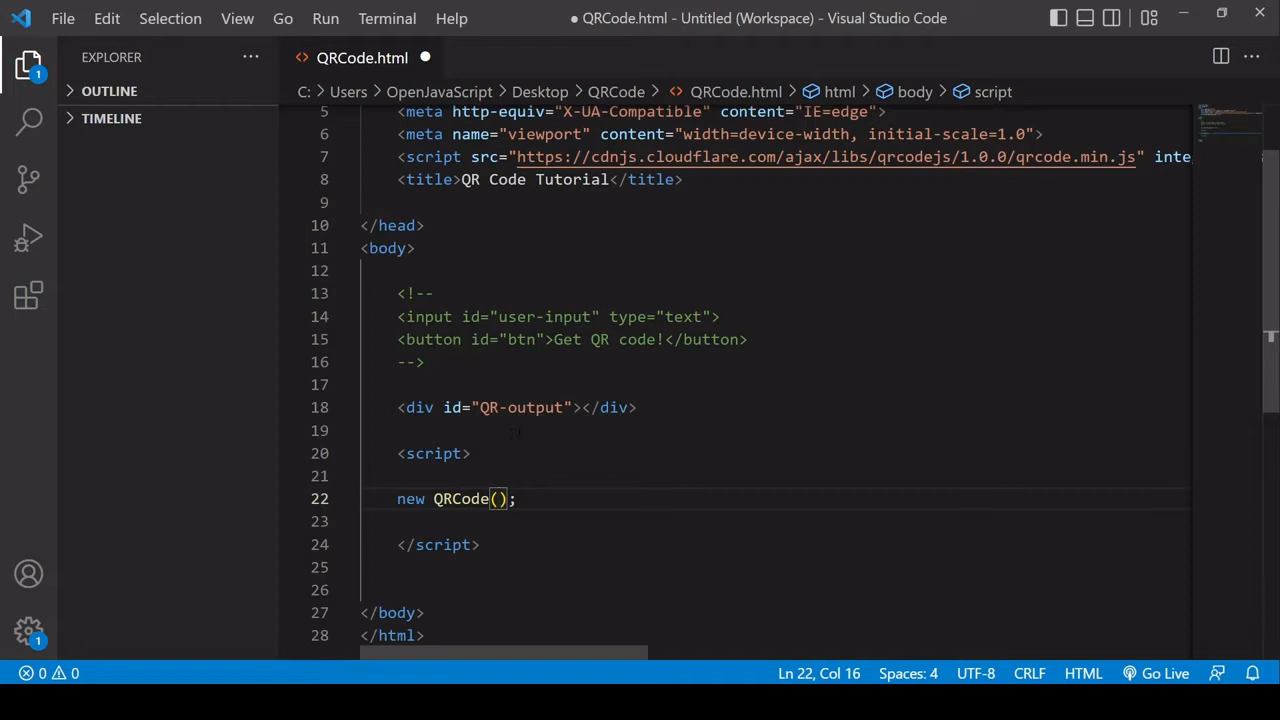 File Edit Selection View Go Run Terminal Help ● QRCode.html - Untitled (Workspace) - Visual Studio Code
EXPLORER ···
OUTLINE
TIMELINE
1
1
QRCode.html ●
C: > Users > OpenJavaScript > Desktop > QRCode > QRCode.html > html > body > script
5 <meta http-equiv="X-UA-Compatible" content="IE=edge">
6 <meta name="viewport" content="width=device-width, initial-scale=1.0">
7 <script src="https://cdnjs.cloudflare.com/ajax/libs/qrcodejs/1.0.0/qrcode.min.js" inte
8 <title>QR Code Tutorial</title>
9
10 </head>
11 <body>
12
13 <!--
14 <input id="user-input" type="text">
15 <button id="btn">Get QR code!</button>
16 -->
17
18 <div id="QR-output"></div>
19
20 <script>
21
22 new QRCode();
23
24 </script>
25
26
27 </body>
28 </html>
0 0 Ln 22, Col 16 Spaces: 4 UTF-8 CRLF HTML Go Live